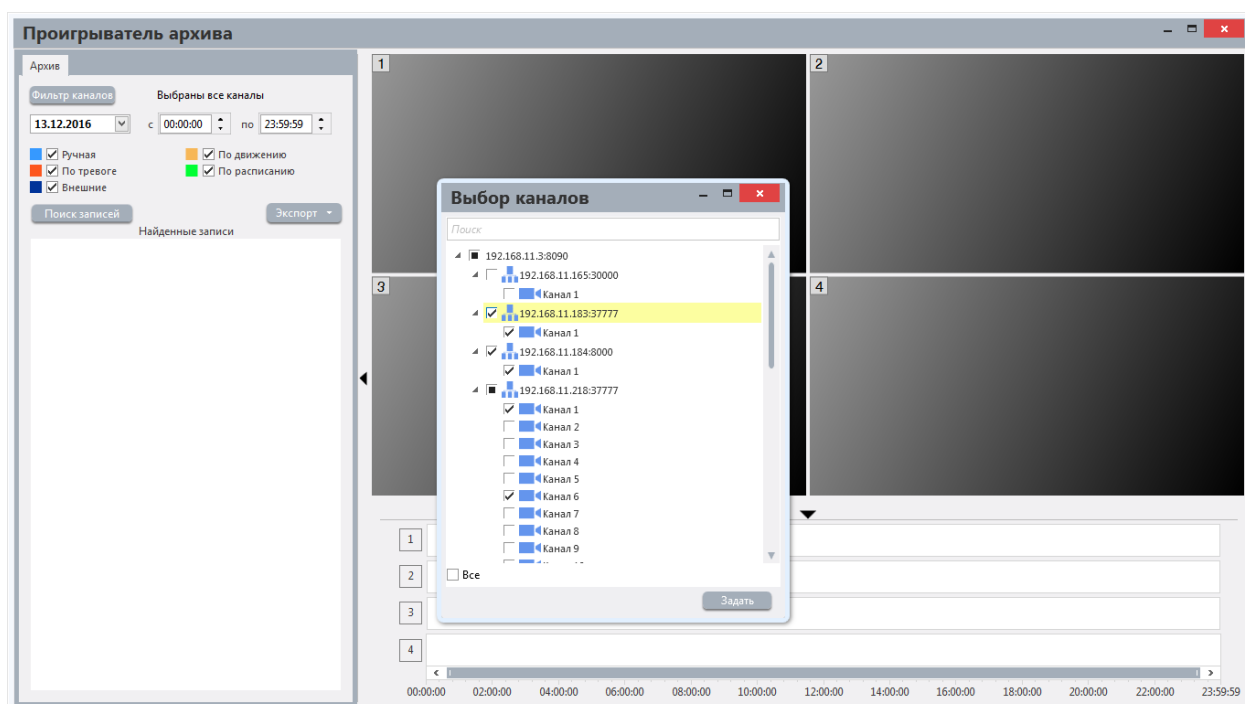 Проигрыватель архива
Архив
Фильтр каналов Выбраны все каналы
13.12.2016 с 00:00:00 по 23:59:59
Ручная По движению
По тревоге По расписанию
Внешние
Поиск записей Экспорт
Найденные записи
1
2
3
4
Выбор каналов
Поиск
192.168.11.3:8090
192.168.11.165:30000
Канал 1
192.168.11.183:37777
Канал 1
192.168.11.184:8000
Канал 1
192.168.11.218:37777
Канал 1
Канал 2
Канал 3
Канал 4
Канал 5
Канал 6
Канал 7
Канал 8
Канал 9
Все
Задать
1
2
3
4
00:00:00 02:00:00 04:00:00 06:00:00 08:00:00 10:00:00 12:00:00 14:00:00 16:00:00 18:00:00 20:00:00 22:00:00 23:59:59